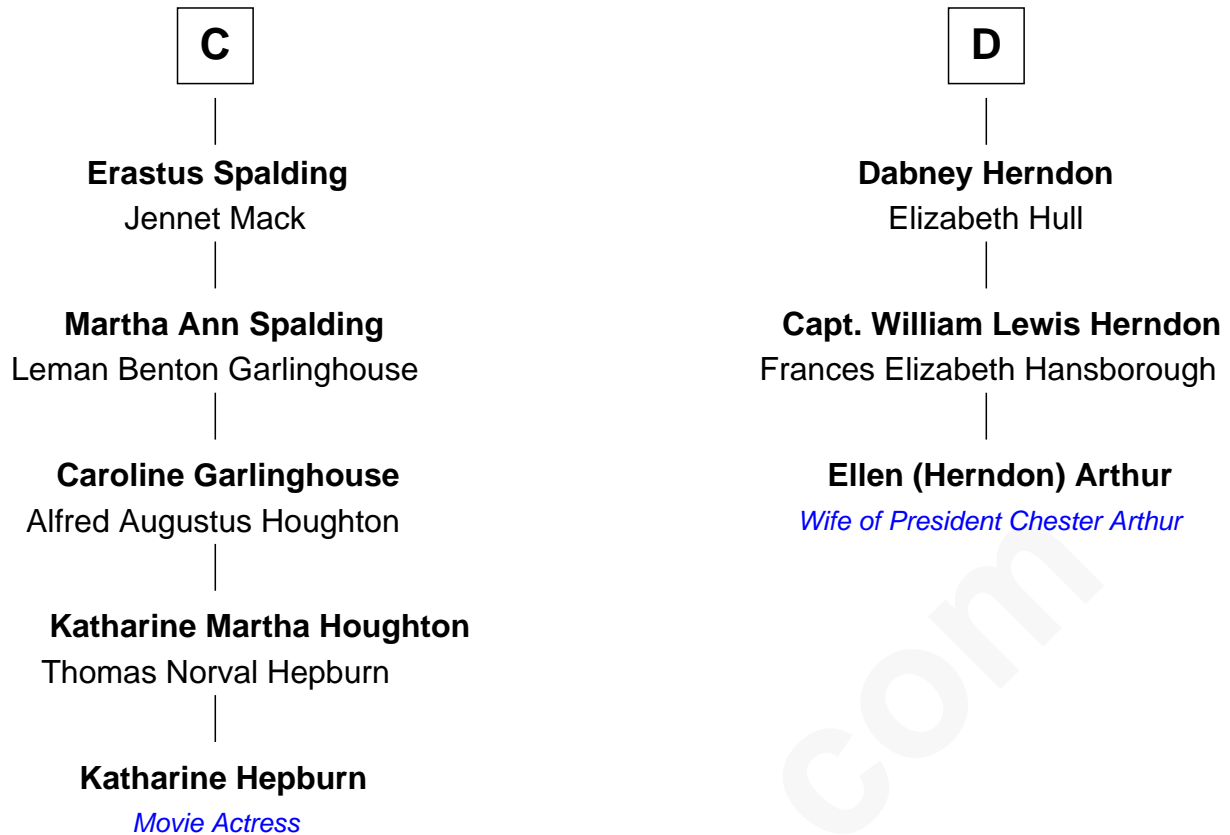 C
Erastus Spalding
Jennet Mack
Martha Ann Spalding
Leman Benton Garlinghouse
Caroline Garlinghouse
Alfred Augustus Houghton
Katharine Martha Houghton
Thomas Norval Hepburn
Katharine Hepburn
Movie Actress
D
Dabney Herndon
Elizabeth Hull
Capt. William Lewis Herndon
Frances Elizabeth Hansborough
Ellen (Herndon) Arthur
Wife of President Chester Arthur
com